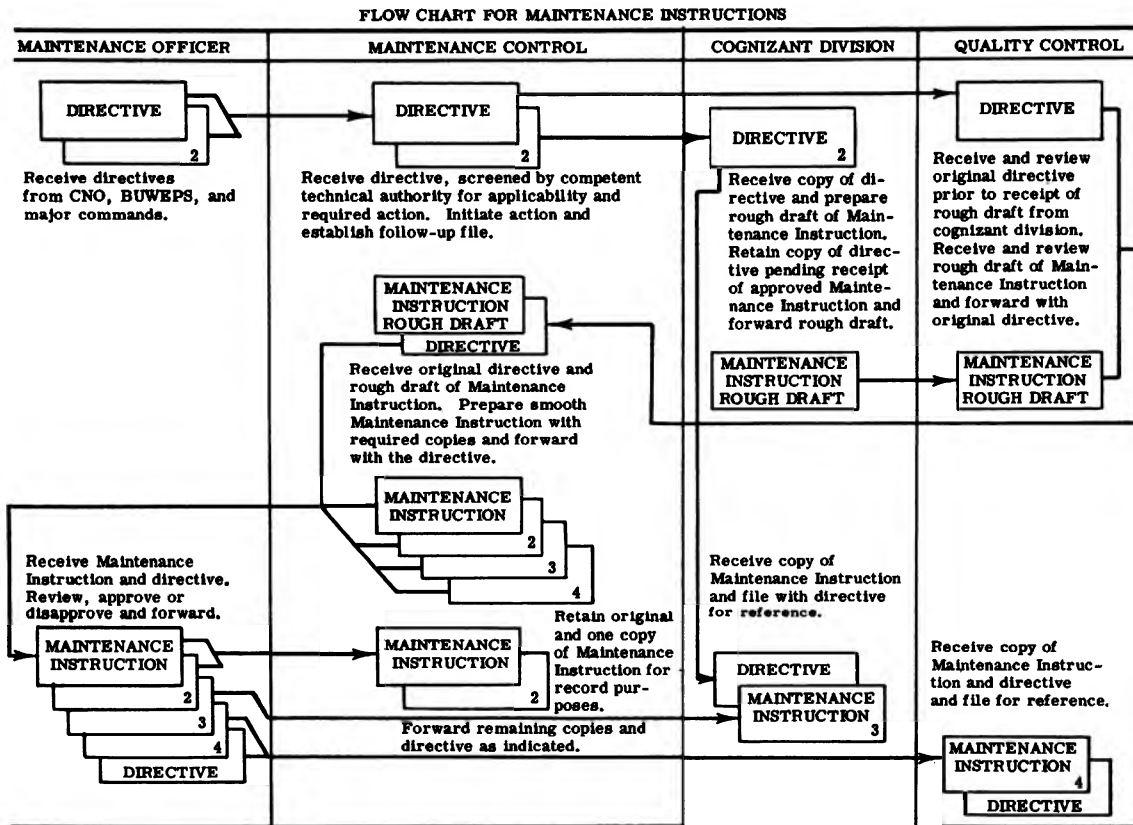 FLOW CHART FOR MAINTENANCE INSTRUCTIONS
MAINTENANCE OFFICER
MAINTENANCE CONTROL
COGNIZANT DIVISION
QUALITY CONTROL
DIRECTIVE
2
Receive directives
from CNO, BUWEPS, and
major commands.
DIRECTIVE
2
Receive directive, screened by competent
technical authority for applicability and
required action. Initiate action and
establish follow-up file.
DIRECTIVE
2
Receive copy of di-
rective and prepare
rough draft of Main-
tenance Instruction.
Retain copy of direc-
tive pending receipt
of approved Mainte-
nance Instruction and
forward rough draft.
DIRECTIVE
Receive and review
original directive
prior to receipt of
rough draft from
cognizant division.
Receive and review
rough draft of Main-
tenance Instruction
and forward with
original directive.
MAINTENANCE
INSTRUCTION
ROUGH DRAFT
DIRECTIVE
Receive original directive and
rough draft of Maintenance
Instruction. Prepare smooth
Maintenance Instruction with
required copies and forward
with the directive.
MAINTENANCE
INSTRUCTION
ROUGH DRAFT
MAINTENANCE
INSTRUCTION
ROUGH DRAFT
MAINTENANCE
INSTRUCTION
2
3
4
Receive Maintenance
Instruction and directive.
Review, approve or
disapprove and forward.
MAINTENANCE
INSTRUCTION
2
3
4
DIRECTIVE
MAINTENANCE
INSTRUCTION
2
Retain original
and one copy
of Maintenance
Instruction for
record pur-
poses.
Forward remaining copies and
directive as indicated.
Receive copy of
Maintenance Instruction
and file with directive
for reference.
DIRECTIVE
MAINTENANCE
INSTRUCTION
3
Receive copy of
Maintenance Instruc-
tion and directive
and file for reference.
MAINTENANCE
INSTRUCTION
4
DIRECTIVE